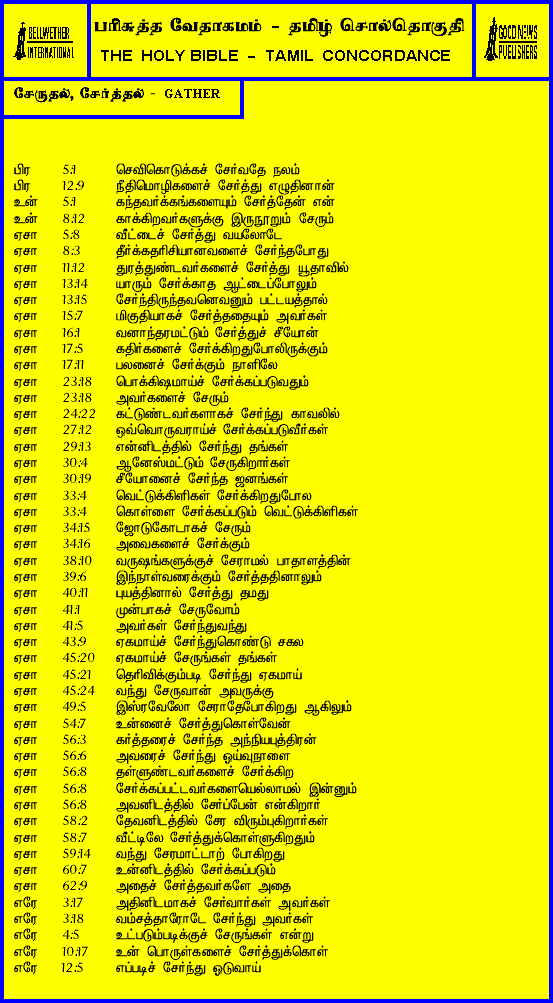 BELLWETHER
INTERNATIONAL
பரிசுத்த வேதாகமம் - தமிழ் சொல்தொகுதி
THE HOLY BIBLE - TAMIL CONCORDANCE
GOOD NEWS
PUBLISHERS
சேருதல், சேர்த்தல் - GATHER
பிர 5:1 செவிகொடுக்கச் சேர்வதே நலம்
பிர 12:9 நீதிமொழிகளைச் சேர்த்து எழுதினான்
உன் 5:1 கந்தவர்க்கங்களையும் சேர்த்தேன் என்
உன் 8:12 காக்கிறவர்களுக்கு இருநூறும் சேரும்
ஏசா 5:8 வீட்டைச் சேர்த்து வயலோடே
ஏசா 8:3 தீர்க்கதரிசியானவளைச் சேர்ந்தபோது
ஏசா 11:12 துரத்துண்டவர்களைச் சேர்த்து யூதாவில்
ஏசா 13:14 யாரும் சேர்க்காத ஆட்டைப்போலும்
ஏசா 13:15 சேர்ந்திருந்தவனெவனும் பட்டயத்தால்
ஏசா 15:7 மிகுதியாகச் சேர்த்ததையும் அவர்கள்
ஏசா 16:1 வனாந்தரமட்டும் சேர்த்துச் சீயோன்
ஏசா 17:5 கதிர்களைச் சேர்க்கிறதுபோலிருக்கும்
ஏசா 17:11 பலனைச் சேர்க்கும் நாளிலே
ஏசா 23:18 பொக்கிஷமாய்ச் சேர்க்கப்படுவதும்
ஏசா 23:18 அவர்களைச் சேரும்
ஏசா 24:22 கட்டுண்டவர்களாகச் சேர்ந்து காவலில்
ஏசா 27:12 ஒவ்வொருவராய்ச் சேர்க்கப்படுவீர்கள்
ஏசா 29:13 என்னிடத்தில் சேர்ந்து தங்கள்
ஏசா 30:4 ஆனேஸ்மட்டும் சேருகிறார்கள்
ஏசா 30:19 சீயோனைச் சேர்ந்த ஜனங்கள்
ஏசா 33:4 வெட்டுக்கிளிகள் சேர்க்கிறதுபோல
ஏசா 33:4 கொள்ளை சேர்க்கப்படும் வெட்டுக்கிளிகள்
ஏசா 34:15 ஜோடுகோடாகச் சேரும்
ஏசா 34:16 அவைகளைச் சேர்க்கும்
ஏசா 38:10 வருஷங்களுக்குச் சேராமல் பாதாளத்தின்
ஏசா 39:6 இந்நாள்வரைக்கும் சேர்த்ததினாலும்
ஏசா 40:11 புயத்தினால் சேர்த்து தமது
ஏசா 41:1 முன்பாகச் சேருவோம்
ஏசா 41:5 அவர்கள் சேர்ந்துவந்து
ஏசா 43:9 ஏகமாய்ச் சேர்ந்துகொண்டு சகல
ஏசா 45:20 ஏகமாய்ச் சேருங்கள் தங்கள்
ஏசா 45:21 தெரிவிக்கும்படி சேர்ந்து ஏகமாய்
ஏசா 45:24 வந்து சேருவான் அவருக்கு
ஏசா 49:5 இஸ்ரவேலோ சேராதேபோகிறது ஆகிலும்
ஏசா 54:7 உன்னைச் சேர்த்துகொள்வேன்
ஏசா 56:3 கர்த்தரைச் சேர்ந்த அந்நியபுத்திரன்
ஏசா 56:6 அவரைச் சேர்ந்து ஓய்வுநாளை
ஏசா 56:8 தள்ளுண்டவர்களைச் சேர்க்கிற
ஏசா 56:8 சேர்க்கப்பட்டவர்களையெல்லாமல் இன்னும்
ஏசா 56:8 அவனிடத்தில் சேர்ப்பேன் என்கிறார்
ஏசா 58:2 தேவனிடத்தில் சேர விரும்புகிறார்கள்
ஏசா 58:7 வீட்டிலே சேர்த்துக்கொள்ளுகிறதும்
ஏசா 59:14 வந்து சேரமாட்டாற் போகிறது
ஏசா 60:7 உன்னிடத்தில் சேர்க்கப்படும்
ஏசா 62:9 அதைச் சேர்த்தவர்களே அதை
எரே 3:17 அதினிடமாகச் சேர்வார்கள் அவர்கள்
எரே 3:18 வம்சத்தாரோடே சேர்ந்து அவர்கள்
எரே 4:5 உட்படும்படிக்குச் சேருங்கள் என்று
எரே 10:17 உன் பொருள்களைச் சேர்த்துக்கொள்
எரே 12:5 எப்படிச் சேர்ந்து ஓடுவாய்